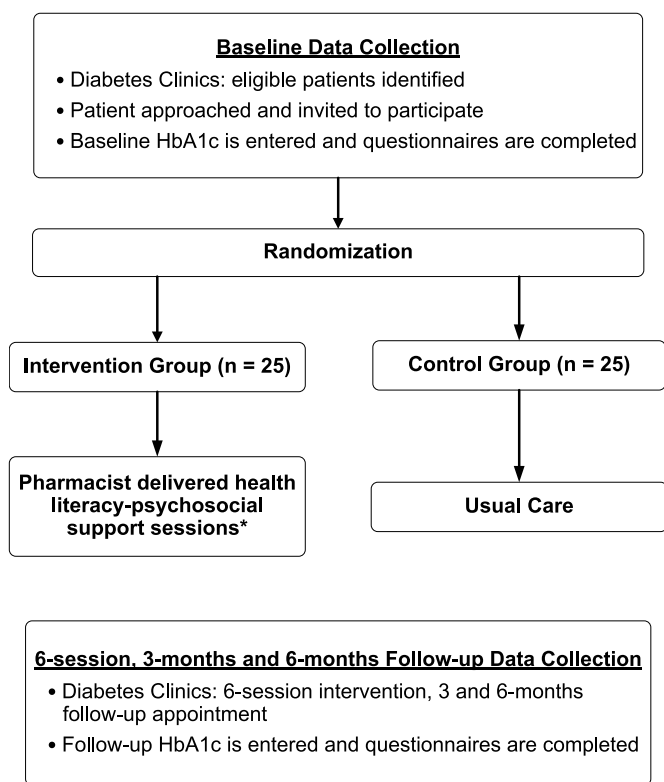 Baseline Data Collection
• Diabetes Clinics: eligible patients identified
• Patient approached and invited to participate
• Baseline HbA1c is entered and questionnaires are completed
Randomization
Intervention Group (n = 25)
Control Group (n = 25)
Pharmacist delivered health
literacy-psychosocial
support sessions*
Usual Care
6-session, 3-months and 6-months Follow-up Data Collection
• Diabetes Clinics: 6-session intervention, 3 and 6-months
follow-up appointment
• Follow-up HbA1c is entered and questionnaires are completed